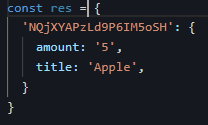 const res = {
'NQjXYAPzLd9P6IM5oSH': {
amount: '5',
title: 'Apple',
}
}